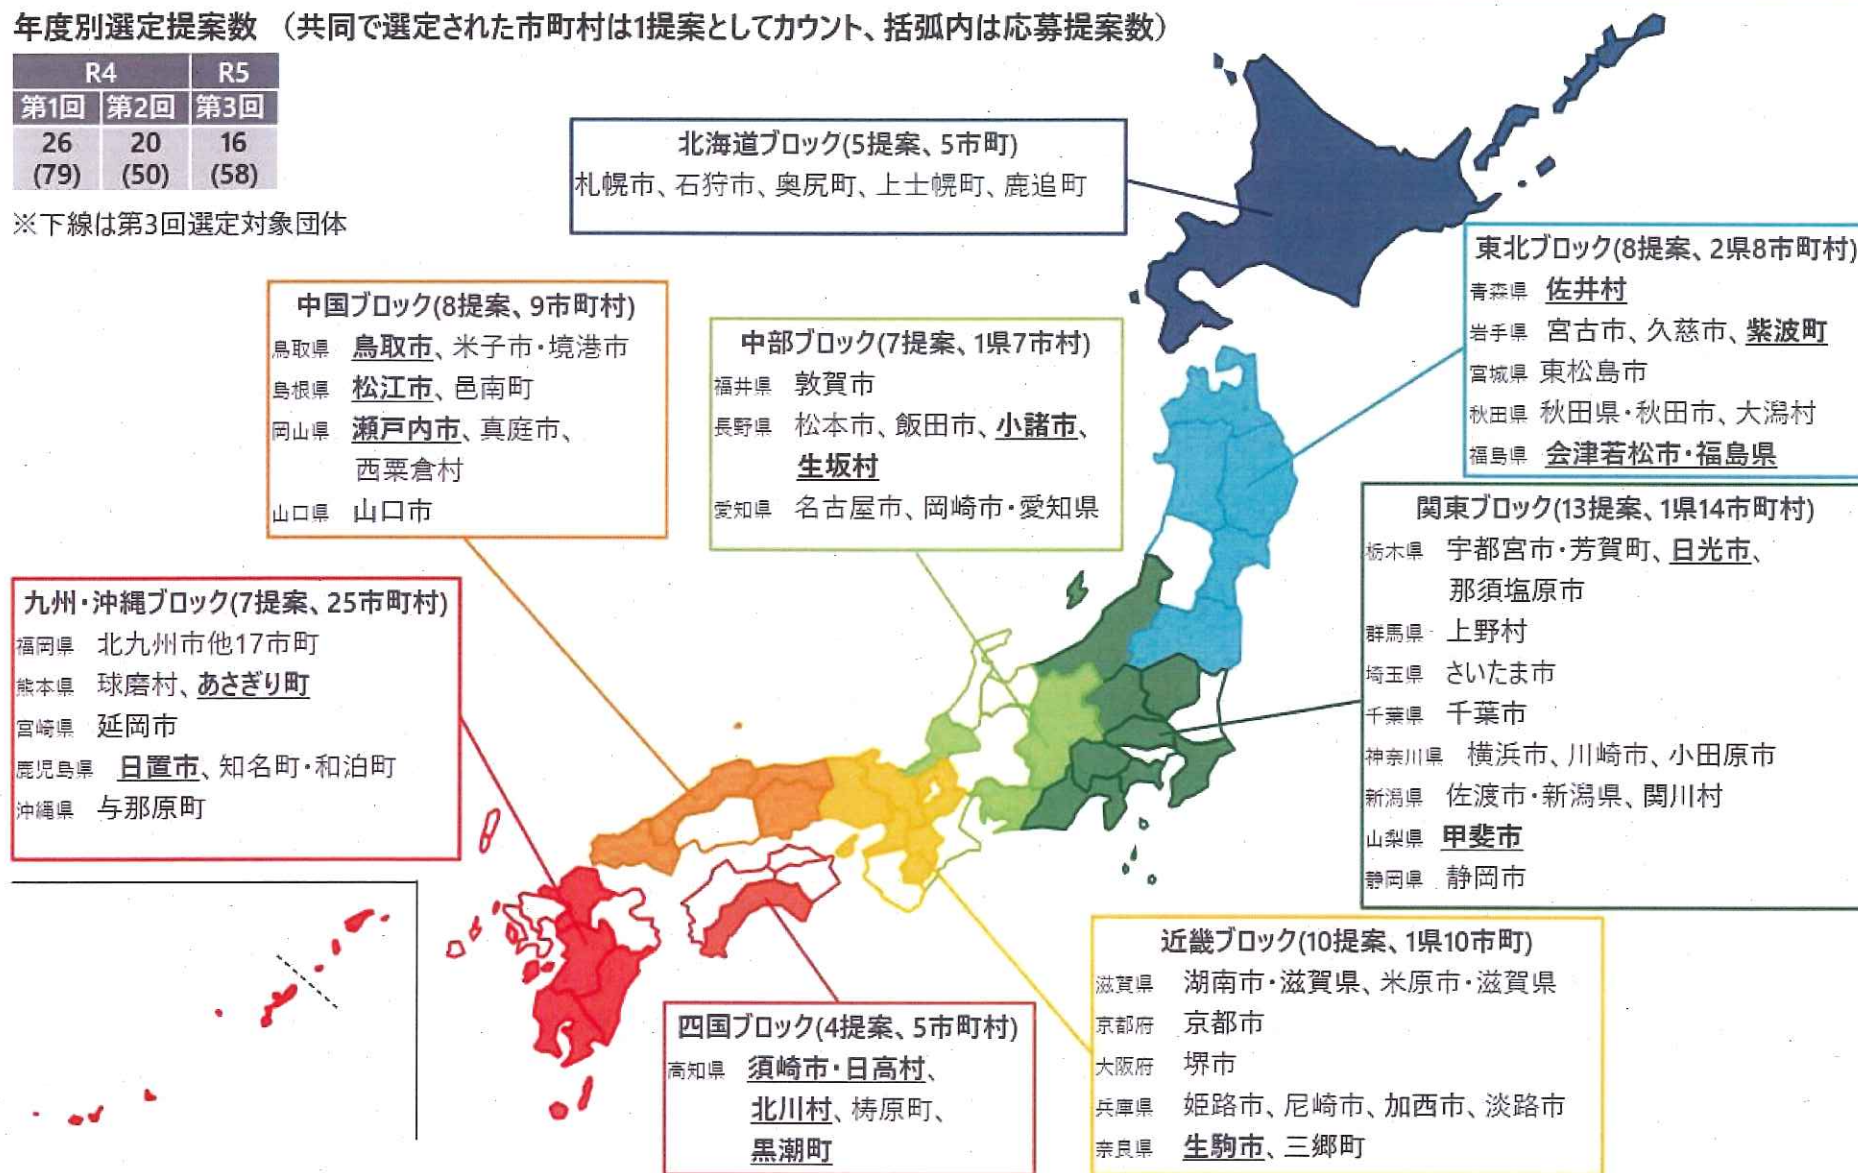 年度別選定提案数 （共同で選定された市町村は1提案としてカウント、括弧内は応募提案数）
R4 R5
第1回 第2回 第3回
26 20 16
(79) (50) (58)
※下線は第3回選定対象団体
北海道ブロック(5提案、5市町)
札幌市、石狩市、奥尻町、上士幌町、鹿追町
東北ブロック(8提案、2県8市町村)
青森県 佐井村
岩手県 宮古市、久慈市、紫波町
宮城県 東松島市
秋田県 秋田県・秋田市、大潟村
福島県 会津若松市・福島県
中国ブロック(8提案、9市町村)
鳥取県 鳥取市、米子市・境港市
島根県 松江市、邑南町
岡山県 瀬戸内市、真庭市、
西粟倉村
山口県 山口市
中部ブロック(7提案、1県7市村)
福井県 敦賀市
長野県 松本市、飯田市、小諸市、
生坂村
愛知県 名古屋市、岡崎市・愛知県
関東ブロック(13提案、1県14市町村)
栃木県 宇都宮市・芳賀町、日光市、
那須塩原市
群馬県 上野村
埼玉県 さいたま市
千葉県 千葉市
神奈川県 横浜市、川崎市、小田原市
新潟県 佐渡市・新潟県、関川村
山梨県 甲斐市
静岡県 静岡市
九州・沖縄ブロック(7提案、25市町村)
福岡県 北九州市他17市町
熊本県 球磨村、あさぎり町
宮崎県 延岡市
鹿児島県 日置市、知名町・和泊町
沖縄県 与那原町
近畿ブロック(10提案、1県10市町)
滋賀県 湖南市・滋賀県、米原市・滋賀県
京都府 京都市
大阪府 堺市
兵庫県 姫路市、尼崎市、加西市、淡路市
奈良県 生駒市、三郷町
四国ブロック(4提案、5市町村)
高知県 須崎市・日高村、
北川村、梼原町、
黒潮町